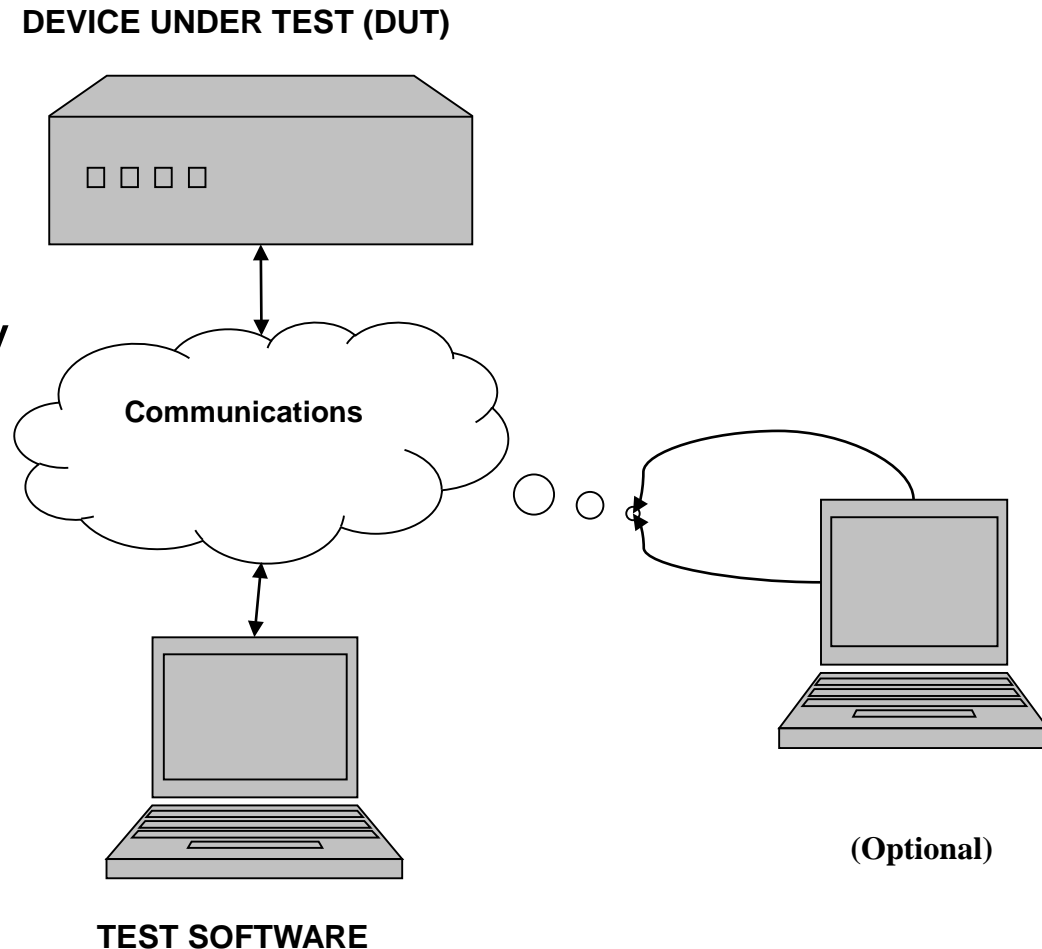 DEVICE UNDER TEST (DUT)
Communications
(Optional)
TEST SOFTWARE